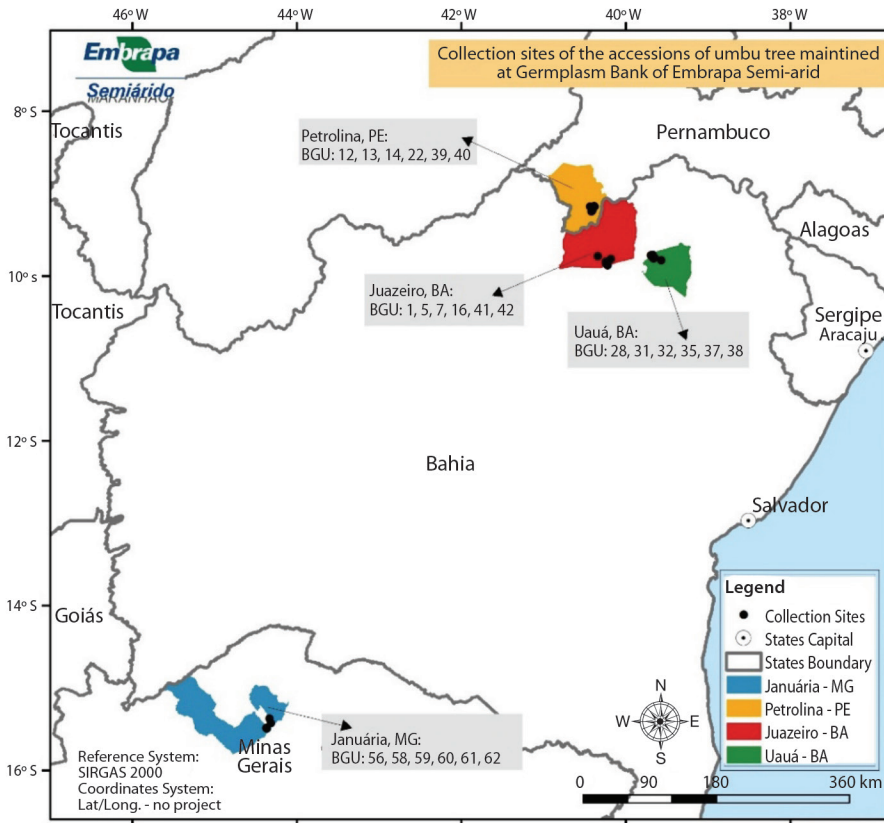 46°W
44°W
42°W
40°W
38°W
Embrapa
Semiárido
MARANHÃO
Collection sites of the accessions of umbu tree maintined
at Germplasm Bank of Embrapa Semi-arid
8°S
10°S
12°S
14°S
16°S
Tocantis
Petrolina, PE:
BGU: 12, 13, 14, 22, 39, 40
Pernambuco
Alagoas
Juazeiro, BA:
BGU: 1, 5, 7, 16, 41, 42
Tocantis
Sergipe
Aracaju
Uauá, BA:
BGU: 28, 31, 32, 35, 37, 38
Bahia
Salvador
Goiás
Legend
Collection Sites
States Capital
States Boundary
Januária - MG
Petrolina - PE
Juazeiro - BA
Uauá - BA
N
W
E
S
Januária, MG:
BGU: 56, 58, 59, 60, 61, 62
Minas
Gerais
Reference System:
SIRGAS 2000
Coordinates System:
Lat/Long. - no project
0 90 180 360 km